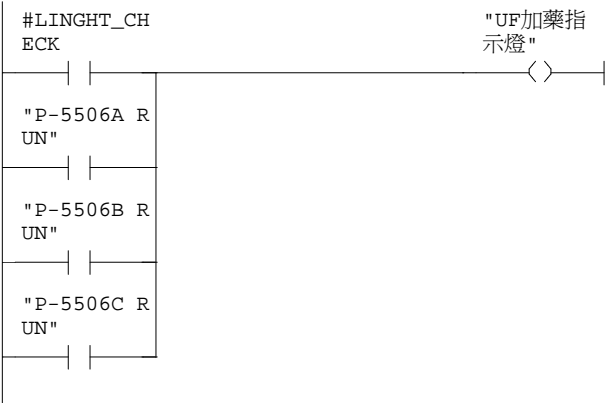 #LINGHT_CH
ECK
"UF加藥指
示燈"
"P-5506A R
UN"
"P-5506B R
UN"
"P-5506C R
UN"